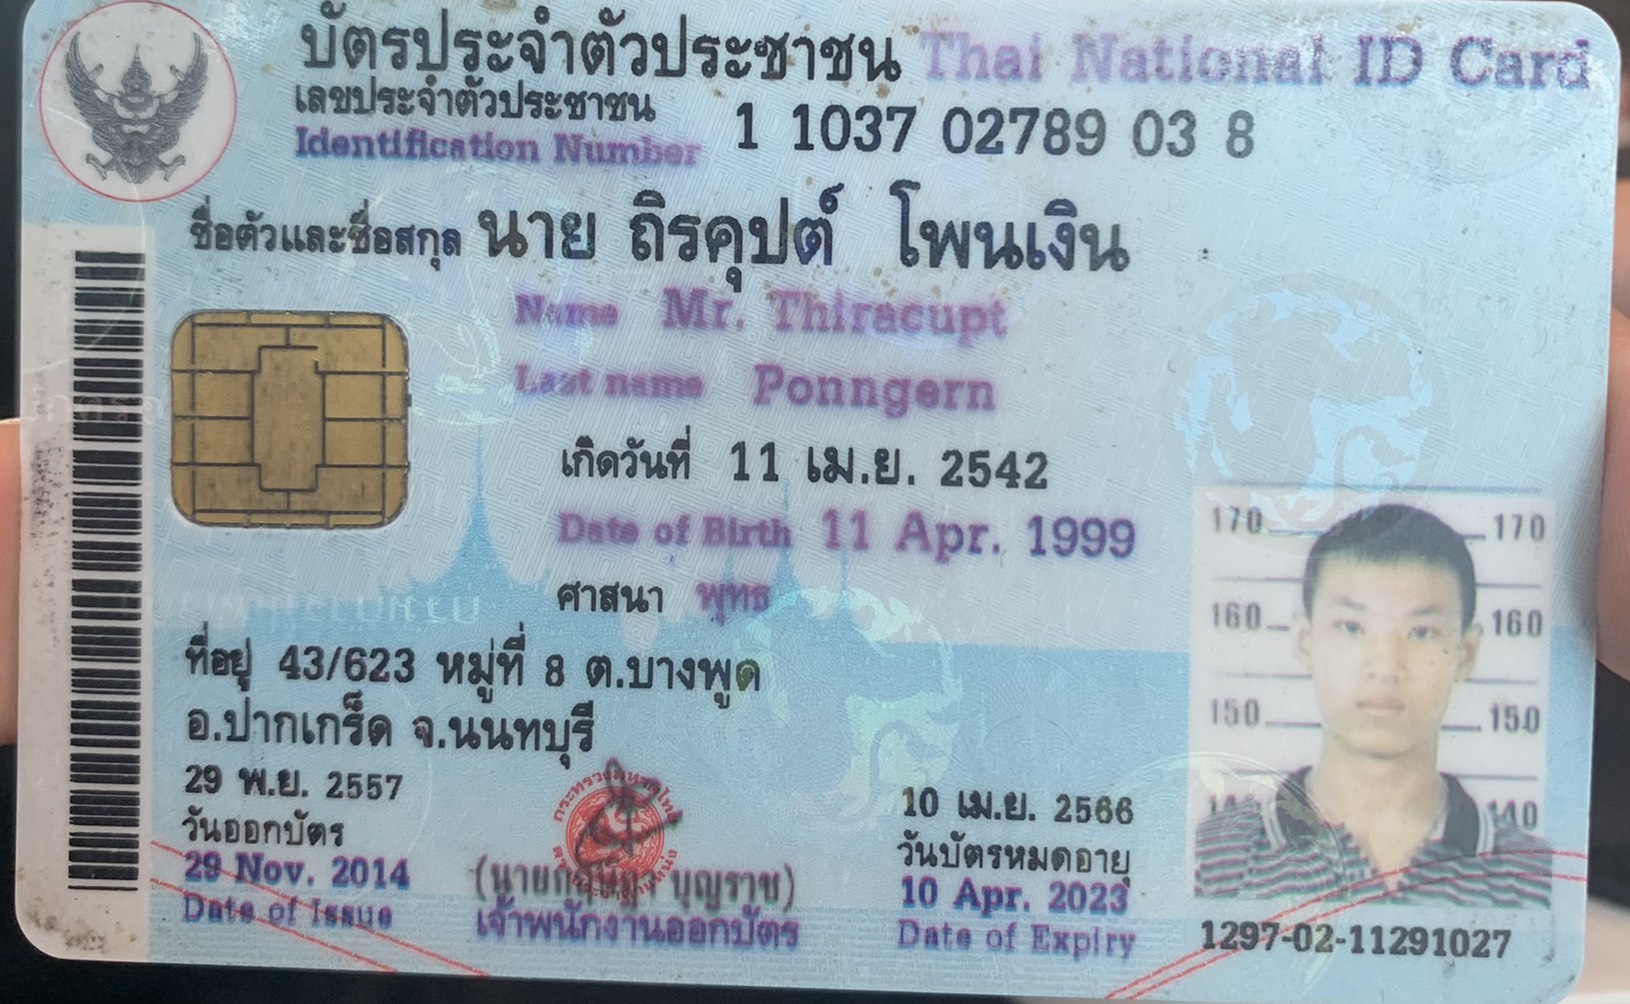 บัตรประจำตัวประชาชน Thai National ID Card
เลขประจำตัวประชาชน
Identification Number
1 1037 02789 03 8
ชื่อตัวและชื่อสกุล นาย ถิรคุปต์ โพนเงิน
Name Mr. Thiracupt
Last name Ponngern
เกิดวันที่ 11 เม.ย. 2542
Date of Birth 11 Apr. 1999
ศาสนา พุทธ
ที่อยู่ 43/623 หมู่ที่ 8 ต.บางพูด
อ.ปากเกร็ด จ.นนทบุรี
29 พ.ย. 2557
วันออกบัตร
29 Nov. 2014
Date of Issue
บุญราช)
เจ้าพนักงานออกบัตร
10 เม.ย. 2566
วันบัตรหมดอายุ
10 Apr. 2023
Date of Expiry
170 170
160 160
150 150
140 140
1297-02-11291027